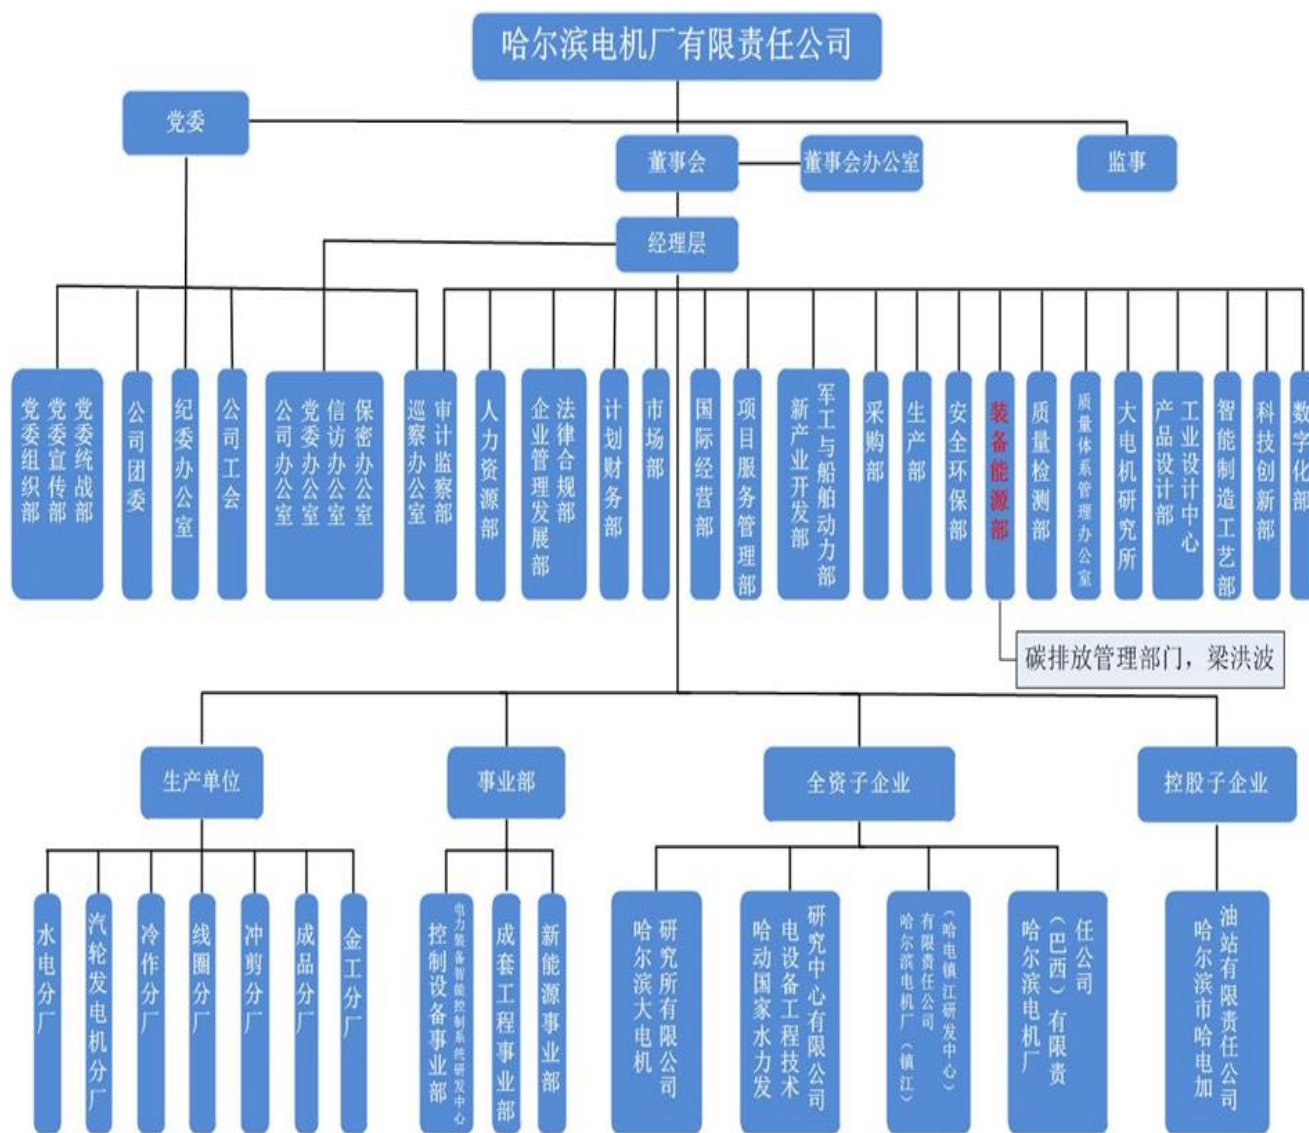 哈尔滨电机厂有限责任公司
党委
董事会
董事会办公室
监事
经理层
党委组织部
党委宣传部
党委统战部
公司团委
纪委办公室
公司工会
公司办公室
党委办公室
信访办公室
保密办公室
巡察办公室
审计监察部
人力资源部
企业管理发展部
法律合规部
计划财务部
市场部
国际经营部
项目服务管理部
新产业开发部
军工与船舶动力部
采购部
生产部
安全环保部
装备能源部
质量检测部
质量体系管理办公室
大电机研究所
产品设计部
工业设计中心
智能制造工艺部
科技创新部
数字化部
碳排放管理部门，梁洪波
生产单位
事业部
全资子企业
控股子企业
水电分厂
汽轮发电机分厂
冷作分厂
线圈分厂
冲剪分厂
成品分厂
金工分厂
控制设备事业部
电力装备智能控制系统研发中心
成套工程事业部
新能源事业部
哈尔滨大电机
研究所有限公司
哈动国家水力发
电设备工程技术
研究中心有限公司
哈尔滨电机厂（镇江）
有限责任公司
（哈电镇江研发中心）
哈尔滨电机厂
（巴西）有限责
任公司
哈尔滨市哈电加
油站有限责任公司